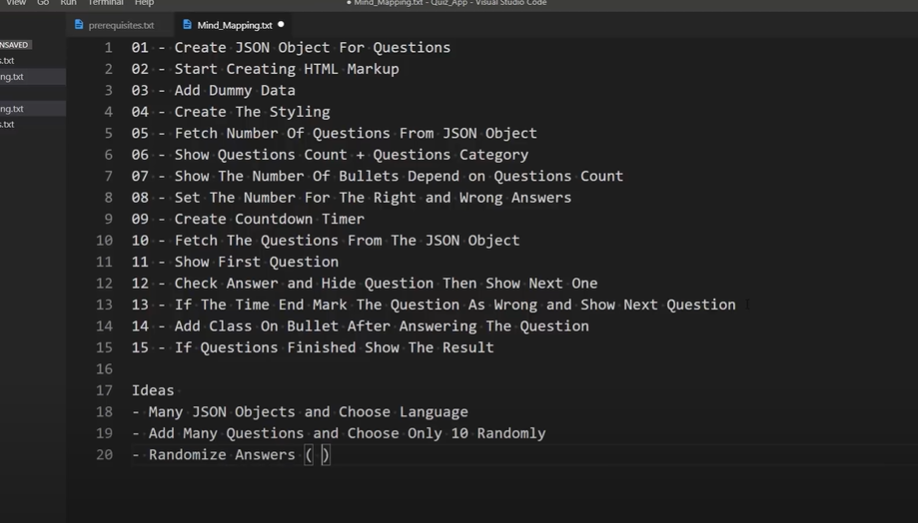 View Go Run Terminal Help ● Mind_Mapping.txt - Quiz_App - Visual Studio Code
prerequisites.txt Mind_Mapping.txt ●
NSAVED
s.txt
ng.txt
ng.txt
s.txt
1 01 - Create JSON Object For Questions
2 02 - Start Creating HTML Markup
3 03 - Add Dummy Data
4 04 - Create The Styling
5 05 - Fetch Number Of Questions From JSON Object
6 06 - Show Questions Count + Questions Category
7 07 - Show The Number Of Bullets Depend on Questions Count
8 08 - Set The Number For The Right and Wrong Answers
9 09 - Create Countdown Timer
10 10 - Fetch The Questions From The JSON Object
11 11 - Show First Question
12 12 - Check Answer and Hide Question Then Show Next One
13 13 - If The Time End Mark The Question As Wrong and Show Next Question
14 14 - Add Class On Bullet After Answering The Question
15 15 - If Questions Finished Show The Result
16
17 Ideas
18 - Many JSON Objects and Choose Language
19 - Add Many Questions and Choose Only 10 Randomly
20 - Randomize Answers ( )